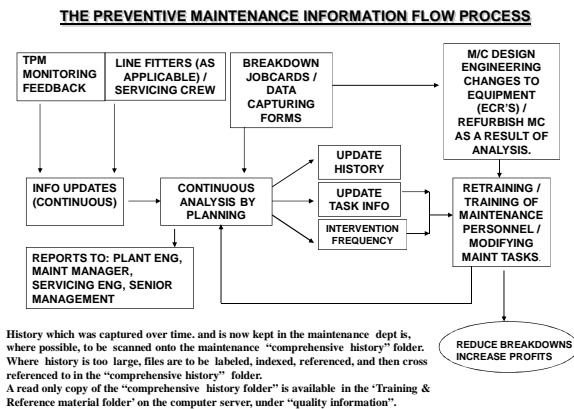 THE PREVENTIVE MAINTENANCE INFORMATION FLOW PROCESS
TPM
MONITORING
FEEDBACK
LINE FITTERS (AS
APPLICABLE) /
SERVICING CREW
BREAKDOWN
JOBCARDS /
DATA
CAPTURING
FORMS
M/C DESIGN
ENGINEERING
CHANGES TO
EQUIPMENT
(ECR'S) /
REFURBISH MC
AS A RESULT OF
ANALYSIS.
UPDATE
HISTORY
INFO UPDATES
(CONTINUOUS)
CONTINUOUS
ANALYSIS BY
PLANNING
UPDATE
TASK INFO
INTERVENTION
FREQUENCY
RETRAINING /
TRAINING OF
MAINTENANCE
PERSONNEL /
MODIFYING
MAINT TASKS.
REPORTS TO: PLANT ENG,
MAINT MANAGER,
SERVICING ENG, SENIOR
MANAGEMENT
REDUCE BREAKDOWNS
INCREASE PROFITS
History which was captured over time. and is now kept in the maintenance dept is,
where possible, to be scanned onto the maintenance “comprehensive history” folder.
Where history is too large, files are to be labeled, indexed, referenced, and then cross
referenced to in the “comprehensive history” folder.
A read only copy of the “comprehensive history folder” is available in the ‘Training &
Reference material folder’ on the computer server, under “quality information”.